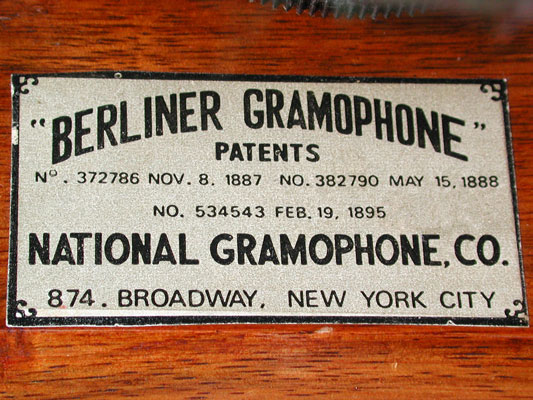 "BERLINER GRAMOPHONE"
PATENTS
Nº. 372786 NOV. 8. 1887 NO. 382790 MAY 15, 1888
NO. 534543 FEB. 19, 1895
NATIONAL GRAMOPHONE, CO.
874. BROADWAY, NEW YORK CITY